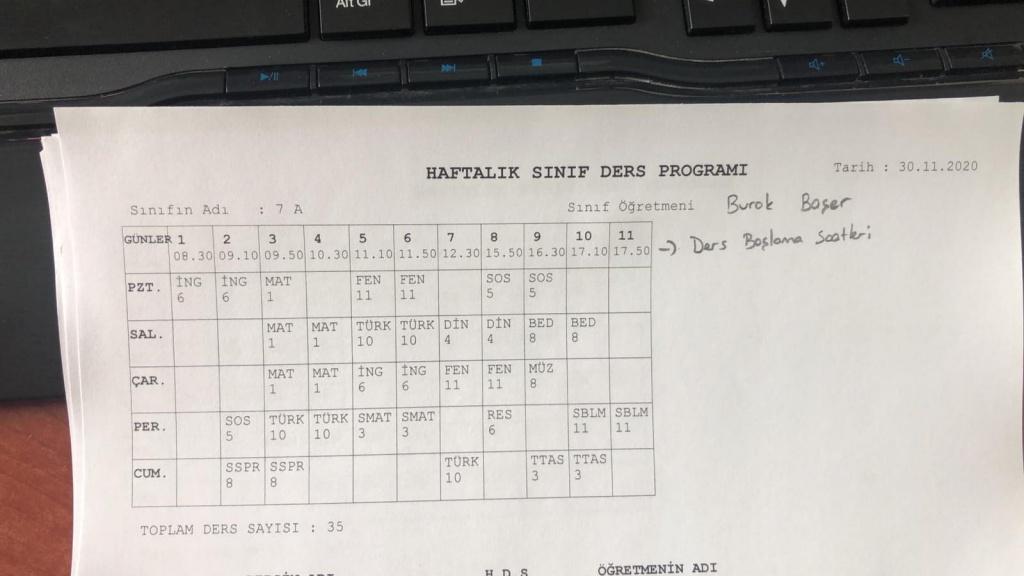 Alt Gr
HAFTALIK SINIF DERS PROGRAMI
Tarih : 30.11.2020
Sınıfın Adı : 7 A
Sınıf Öğretmeni Burak Başer
GÜNLER 1 2 3 4 5 6 7 8 9 10 11
08.30 09.10 09.50 10.30 11.10 11.50 12.30 15.50 16.30 17.10 17.50
-> Ders Başlama Saatleri
PZT. İNG İNG MAT FEN FEN SOS SOS
6 6 1 11 11 5 5
SAL. MAT MAT TÜRK TÜRK DİN DİN BED BED
1 1 10 10 4 4 8 8
ÇAR. MAT MAT İNG İNG FEN FEN MÜZ
1 1 6 6 11 11 8
PER. SOS TÜRK TÜRK SMAT SMAT RES SBLM SBLM
5 10 10 3 3 6 11 11
CUM. SSPR SSPR TÜRK TTAS TTAS
8 8 10 3 3
TOPLAM DERS SAYISI : 35
H.D.S ÖĞRETMENİN ADI